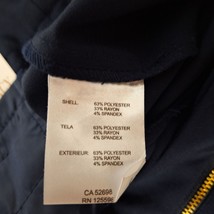 SHELL: 63% POLYESTER
33% RAYON
4% SPANDEX
TELA 63% POLYESTER
33% RAYON
4% SPANDEX
EXTERIEUR: 63% POLYESTER
33% RAYON
4% SPANDEX
CA 52698
RN 125596